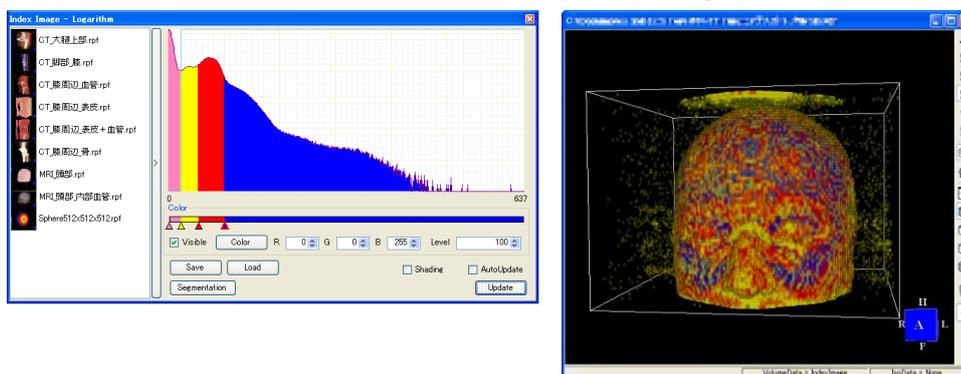 Index Image - Logarithm
CT_大腿上部.rpf
CT_脚部_膝.rpf
CT_膝周辺_血管.rpf
CT_膝周辺_表皮.rpf
CT_膝周辺_表皮+血管.rpf
CT_膝周辺_骨.rpf
MRI_頭部.rpf
MRI_頭部_内部血管.rpf
Sphere512x512x512.rpf
>
0 637
Color
Visible Color R 0 G 0 B 255 Level 100
Save Load Shading AutoUpdate
Segmentation Update
H
R A L
F
VolumeData = IndexImage IsoData = None